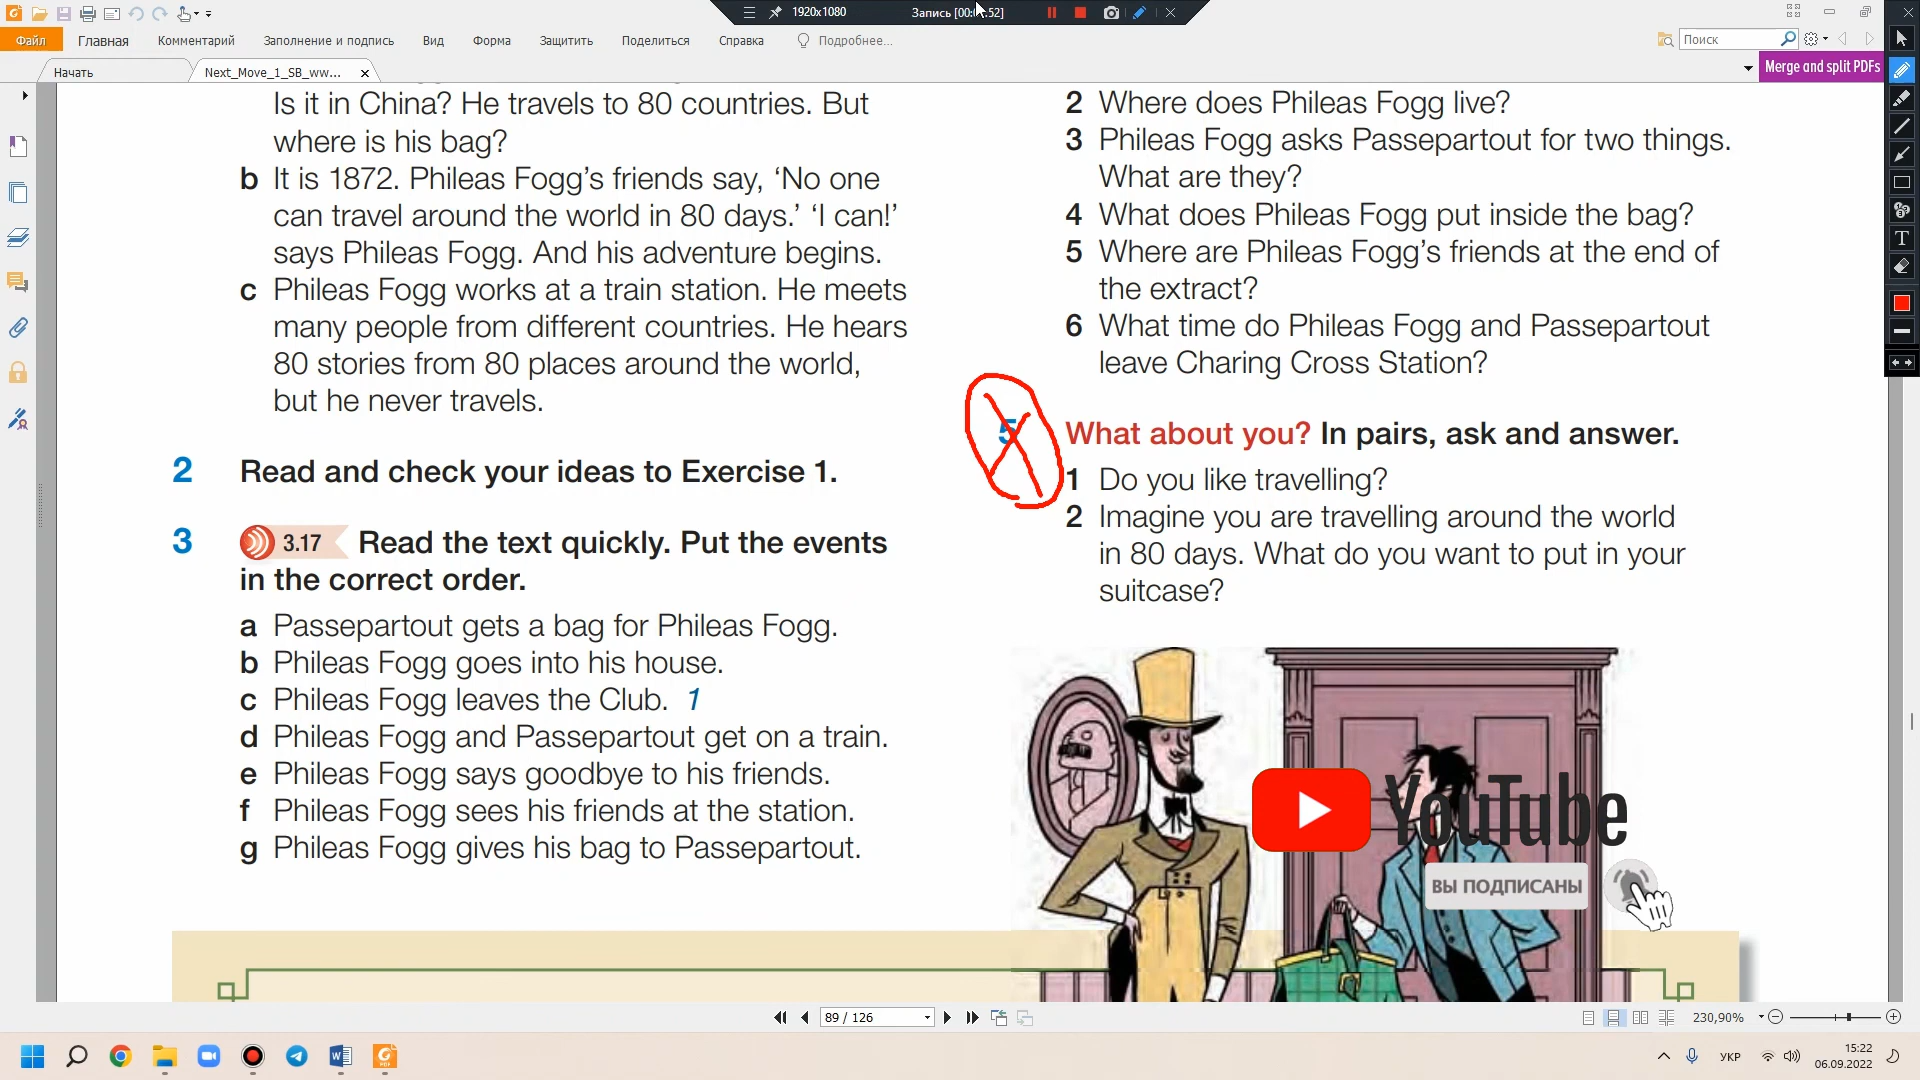 1920x1080
Запись [00:
52]
Файл
Главная
Комментарий
Заполнение и подпись
Вид
Форма
Защитить
Поделиться
Справка
Подробнее...
Поиск
Начать
Next_Move_1_SB_ww...
Merge and split PDFs
Is it in China? He travels to 80 countries. But
where is his bag?
b It is 1872. Phileas Fogg’s friends say, ‘No one
can travel around the world in 80 days.’ ‘I can!’
says Phileas Fogg. And his adventure begins.
c Phileas Fogg works at a train station. He meets
many people from different countries. He hears
80 stories from 80 places around the world,
but he never travels.
2 Read and check your ideas to Exercise 1.
3 3.17 Read the text quickly. Put the events
in the correct order.
a Passepartout gets a bag for Phileas Fogg.
b Phileas Fogg goes into his house.
c Phileas Fogg leaves the Club. 1
d Phileas Fogg and Passepartout get on a train.
e Phileas Fogg says goodbye to his friends.
f Phileas Fogg sees his friends at the station.
g Phileas Fogg gives his bag to Passepartout.
2 Where does Phileas Fogg live?
3 Phileas Fogg asks Passepartout for two things.
What are they?
4 What does Phileas Fogg put inside the bag?
5 Where are Phileas Fogg’s friends at the end of
the extract?
6 What time do Phileas Fogg and Passepartout
leave Charing Cross Station?
5 What about you? In pairs, ask and answer.
1 Do you like travelling?
2 Imagine you are travelling around the world
in 80 days. What do you want to put in your
suitcase?
YouTube
ВЫ ПОДПИСАНЫ
89 / 126
230,90%
УКР
15:22
06.09.2022